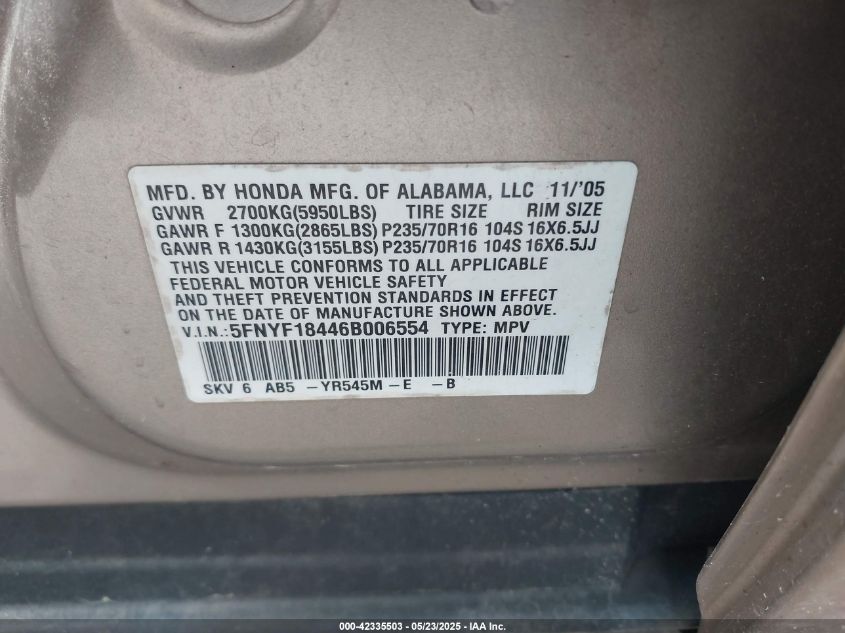 MFD. BY HONDA MFG. OF ALABAMA, LLC 11/'05
GVWR 2700KG(5950LBS) TIRE SIZE RIM SIZE
GAWR F 1300KG(2865LBS) P235/70R16 104S 16X6.5JJ
GAWR R 1430KG(3155LBS) P235/70R16 104S 16X6.5JJ
THIS VEHICLE CONFORMS TO ALL APPLICABLE
FEDERAL MOTOR VEHICLE SAFETY
AND THEFT PREVENTION STANDARDS IN EFFECT
ON THE DATE OF MANUFACTURE SHOWN ABOVE.
V.I.N.:5FNYF18446B006554 TYPE: MPV
SKV 6 AB5 -YR545M -E -B
000-42335503 - 05/23/2025 - IAA Inc.